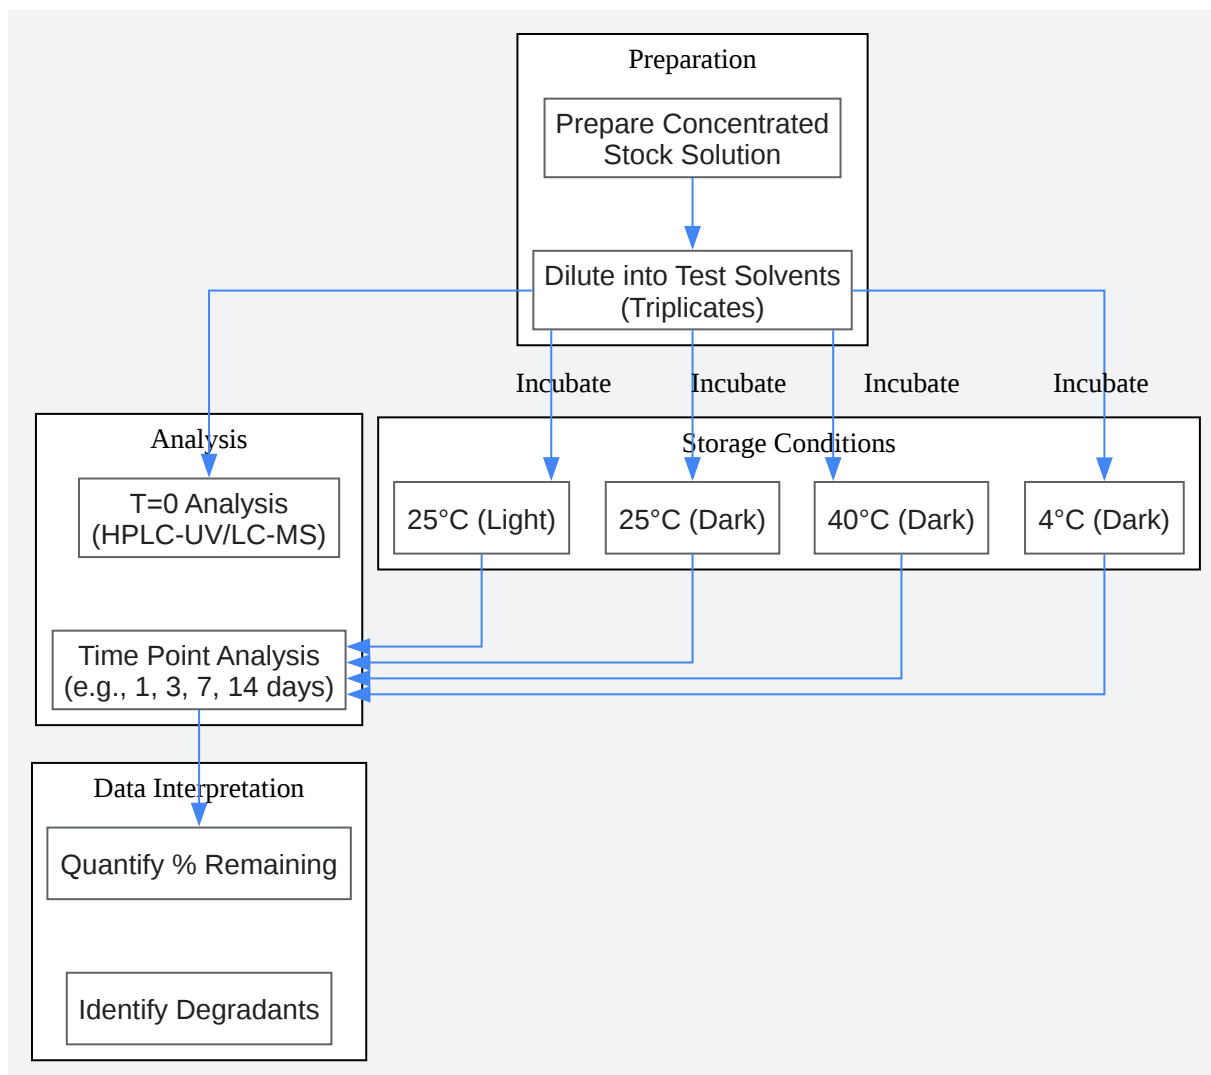 Preparation
Prepare Concentrated
Stock Solution
Dilute into Test Solvents
(Triplicates)
Incubate
Incubate
Incubate
Incubate
Analysis
T=0 Analysis
(HPLC-UV/LC-MS)
Storage Conditions
25°C (Light)
25°C (Dark)
40°C (Dark)
4°C (Dark)
Time Point Analysis
(e.g., 1, 3, 7, 14 days)
Data Interpretation
Quantify % Remaining
Identify Degradants